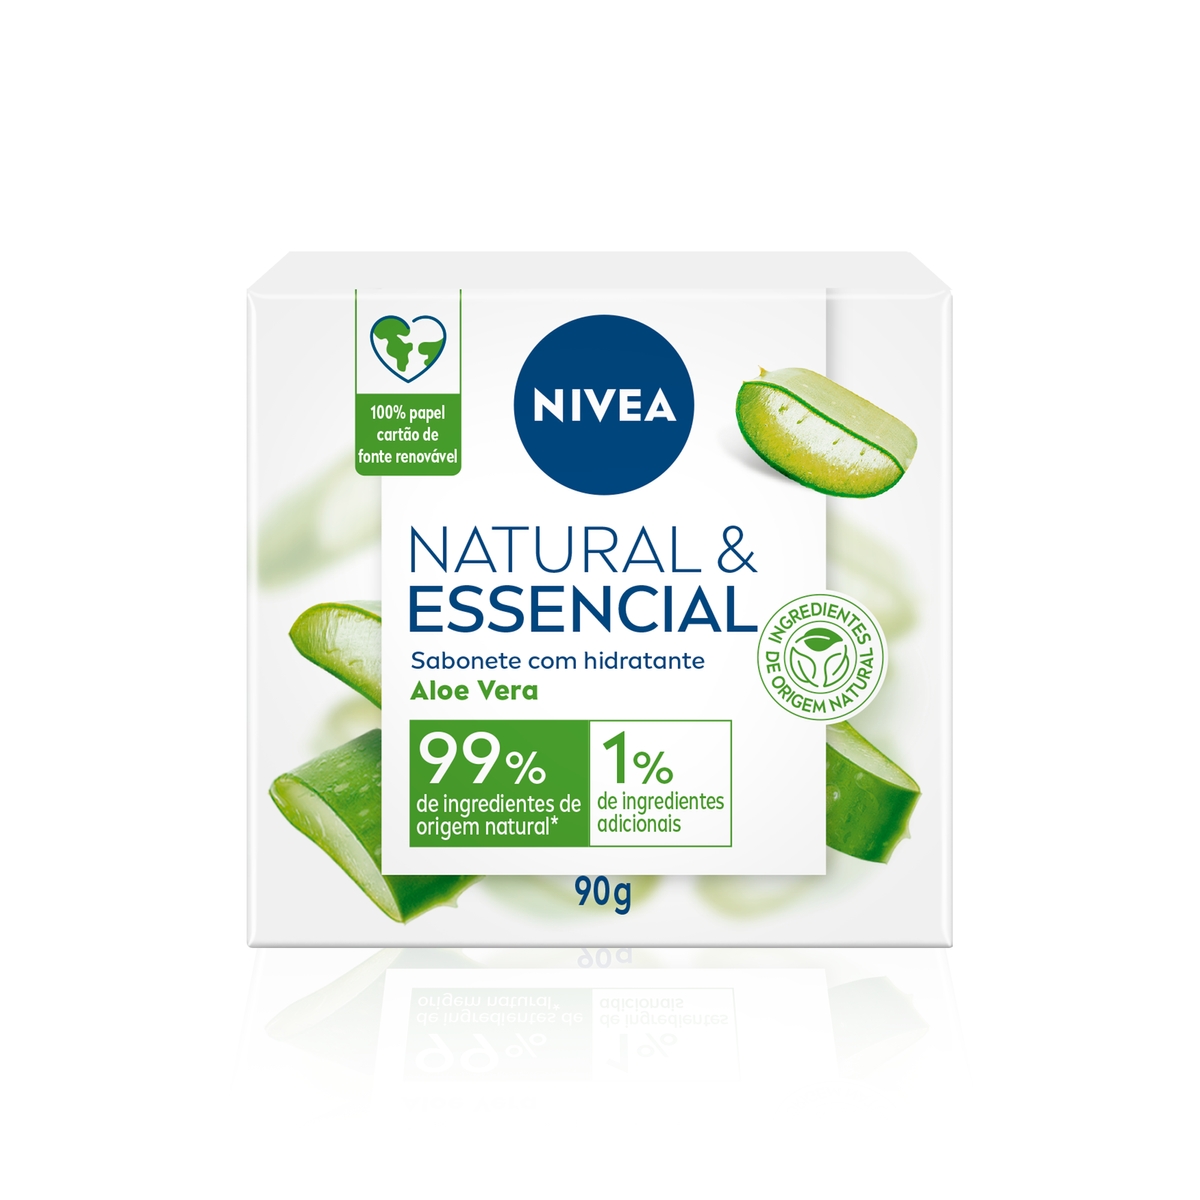 100% papel
cartão de
fonte renovável
NIVEA
NATURAL &
ESSENCIAL
Sabonete com hidratante
Aloe Vera
INGREDIENTES
DE ORIGEM NATURAL
99%
de ingredientes de
origem natural*
1%
de ingredientes
adicionais
90g